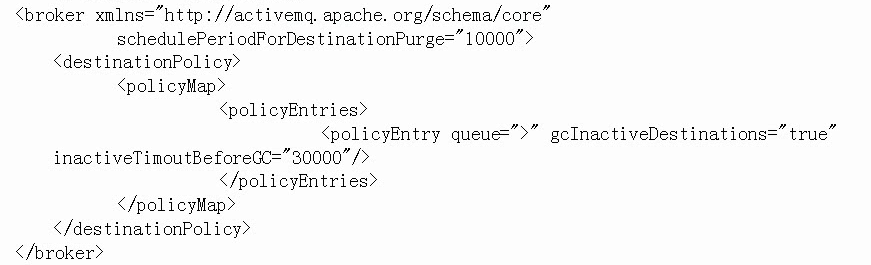 <broker xmlns="http://activemq.apache.org/schema/core"
schedulePeriodForDestinationPurge="10000">
<destinationPolicy>
<policyMap>
<policyEntries>
<policyEntry queue=">" gcInactiveDestinations="true"
inactiveTimoutBeforeGC="30000"/>
</policyEntries>
</policyMap>
</destinationPolicy>
</broker>